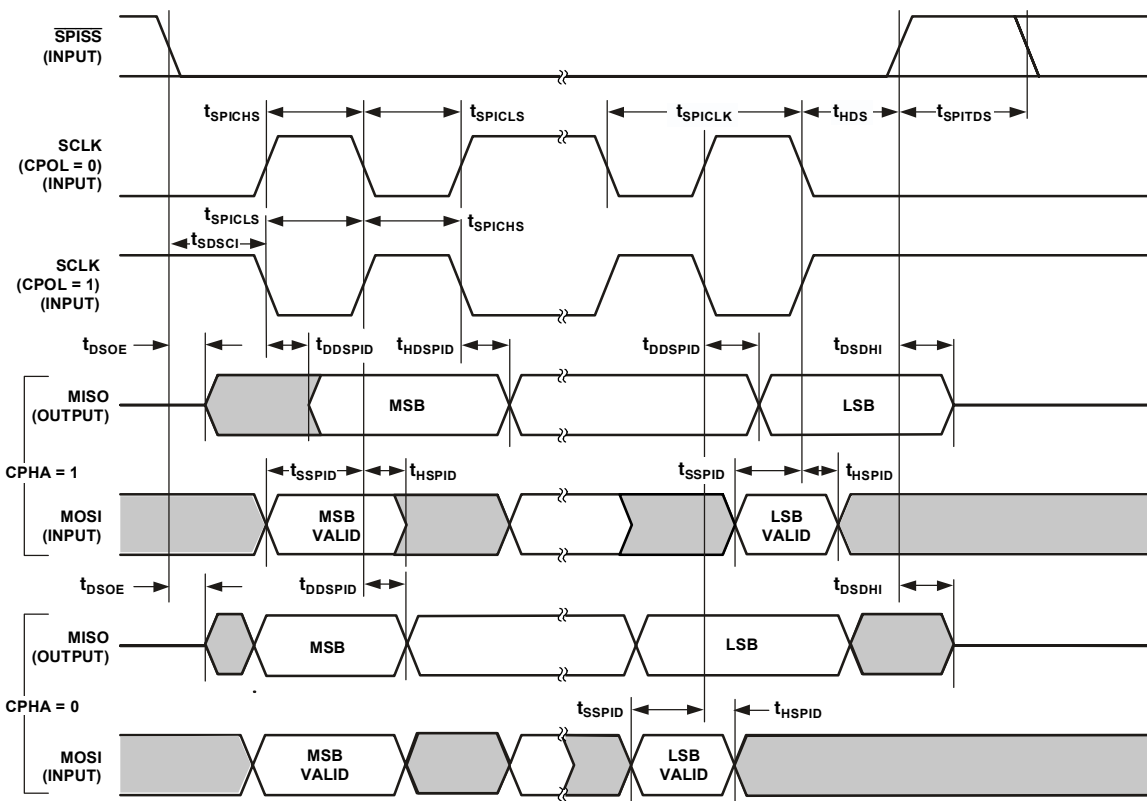 SPISS
(INPUT)
tSPICHS
tSPICLS
tSPICLK
tHDS
tSPITDS
SCLK
(CPOL = 0)
(INPUT)
tSPICLS
tSPICHS
tSDSCI
SCLK
(CPOL = 1)
(INPUT)
tDSOE
tDDSPID
tHDSPID
tDDSPID
tDSDHI
MISO
(OUTPUT)
MSB
LSB
CPHA = 1
tSSPID
tHSPID
tSSPID
tHSPID
MOSI
(INPUT)
MSB
VALID
LSB
VALID
tDSOE
tDDSPID
tDSDHI
MISO
(OUTPUT)
MSB
LSB
CPHA = 0
tSSPID
tHSPID
MOSI
(INPUT)
MSB
VALID
LSB
VALID